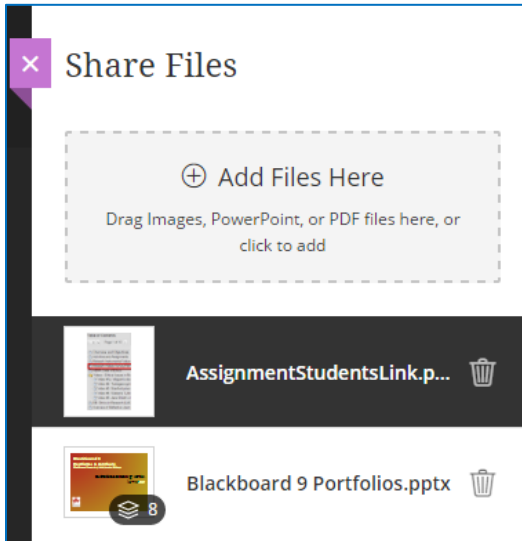 Share Files
Add Files Here
Drag Images, PowerPoint, or PDF files here, or
click to add
AssignmentStudentsLink.p...
Blackboard 9 Portfolios.pptx
8